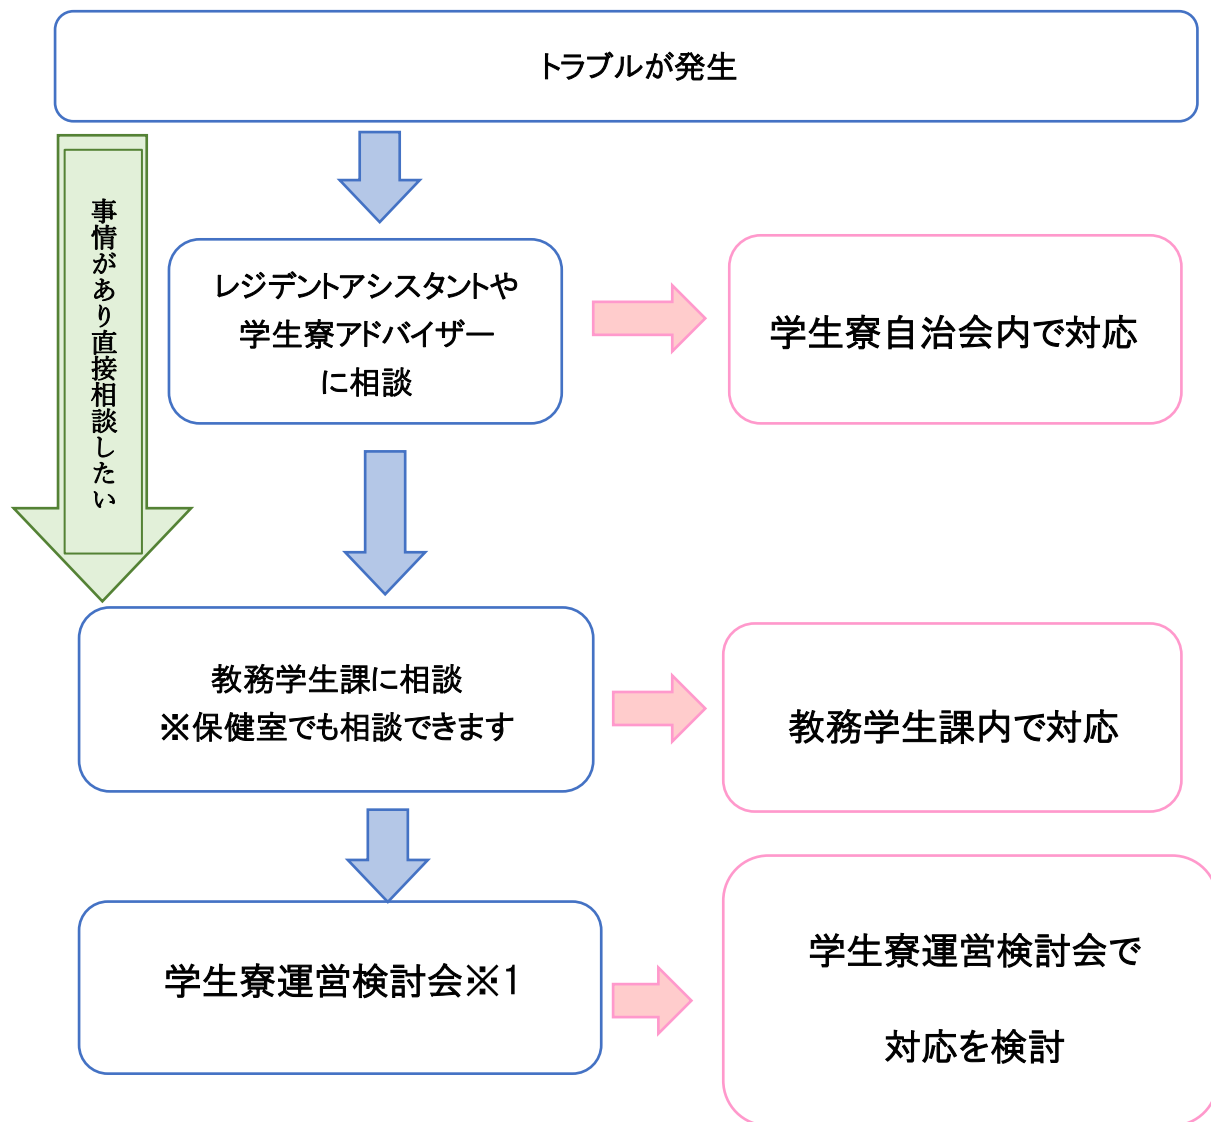 トラブルが発生
事情があり直接相談したい
レジデントアシスタントや
学生寮アドバイザー
に相談
学生寮自治会内で対応
教務学生課に相談
※保健室でも相談できます
教務学生課内で対応
学生寮運営検討会※1
学生寮運営検討会で
対応を検討